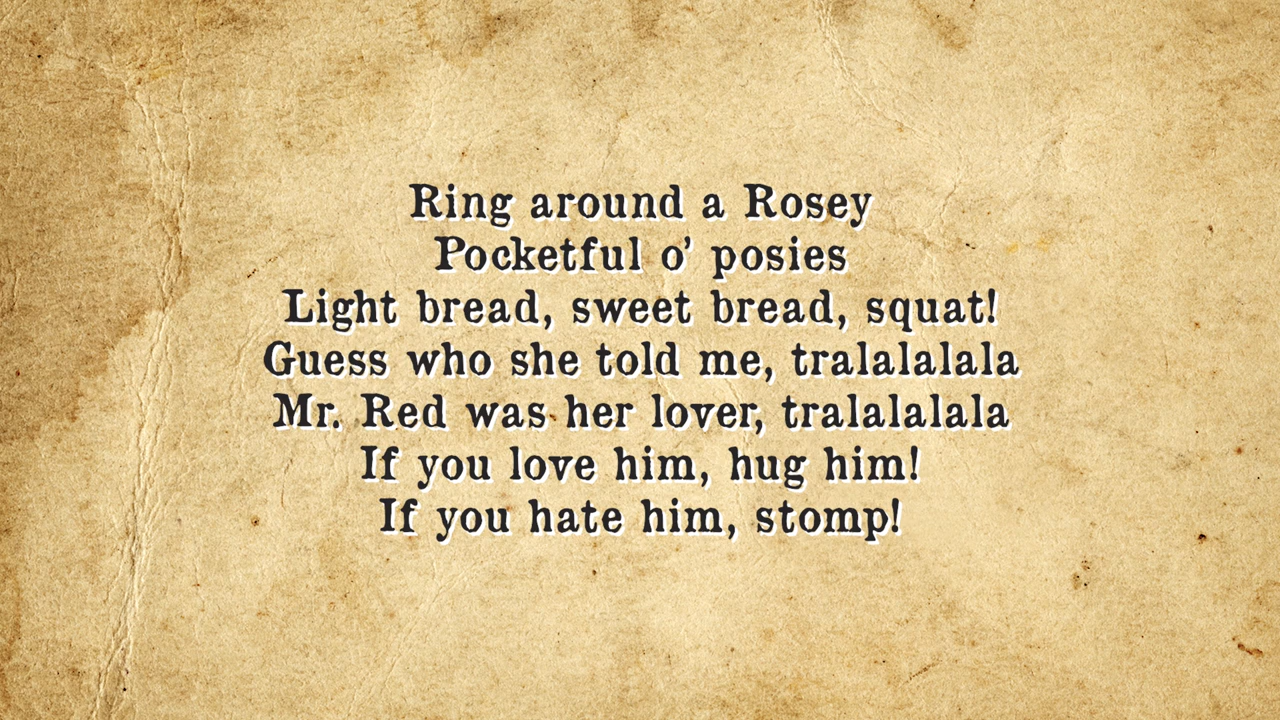 Ring around a Rosey
Pocketful o' posies
Light bread, sweet bread, squat!
Guess who she told me, tralalalala
Mr. Red was her lover, tralalalala
If you love him, hug him!
If you hate him, stomp!